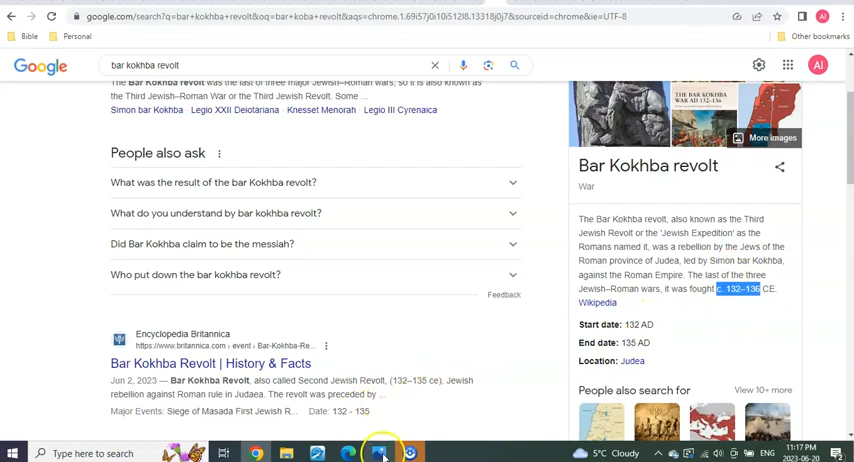 google.com/search?q=bar+kokhba+revolt&oq=bar+koba+revolt&aqs=chrome.1.69i57j0i10i512l8.13318j0j7&sourceid=chrome&ie=UTF-8
AI
Bible
Personal
Other bookmarks
Google
bar kokhba revolt
AI
The Bar Kokhba revolt was the last of three major Jewish–Roman wars, so it is also known as
the Third Jewish–Roman War or the Third Jewish Revolt. Some ...
Simon bar Kokhba · Legio XXII Deiotariana · Knesset Menorah · Legio III Cyrenaica
People also ask
What was the result of the bar Kokhba revolt?
What do you understand by bar kokhba revolt?
Did Bar Kokhba claim to be the messiah?
Who put down the bar kokhba revolt?
Feedback
Encyclopedia Britannica
https://www.britannica.com › event › Bar-Kokhba-Re...
Bar Kokhba Revolt | History & Facts
Jun 2, 2023 — Bar Kokhba Revolt, also called Second Jewish Revolt, (132–135 ce), Jewish
rebellion against Roman rule in Judaea. The revolt was preceded by ...
Major Events: Siege of Masada First Jewish R... Date: 132 - 135
THE BAR KOKHBA
WAR AD 132–136
More images
Bar Kokhba revolt
War
The Bar Kokhba revolt, also known as the Third
Jewish Revolt or the 'Jewish Expedition' as the
Romans named it, was a rebellion by the Jews of the
Roman province of Judea, led by Simon bar Kokhba,
against the Roman Empire. The last of the three
Jewish–Roman wars, it was fought c. 132–136 CE.
Wikipedia
Start date: 132 AD
End date: 135 AD
Location: Judea
People also search for
View 10+ more
Type here to search
5°C Cloudy
ENG
11:17 PM
2023-06-20
2